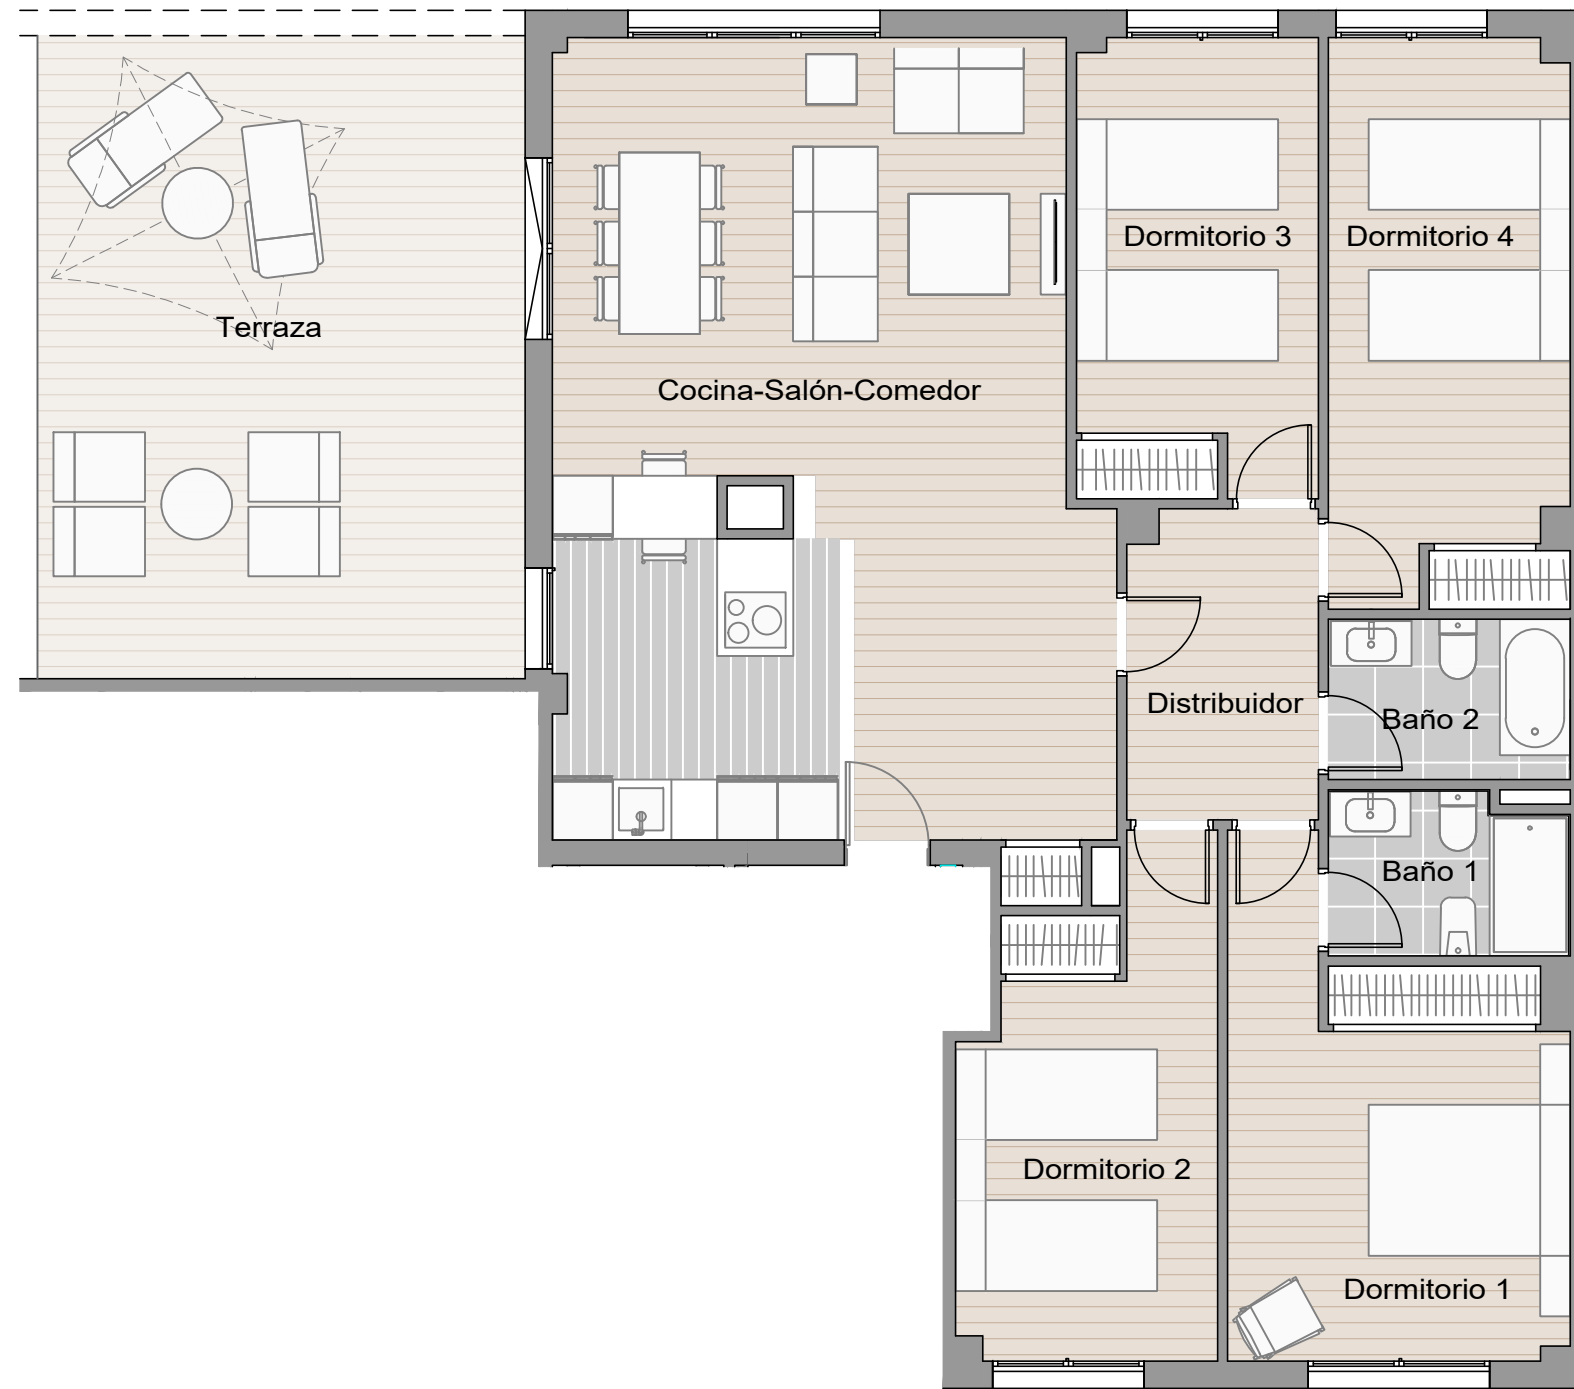 Dormitorio 3
Dormitorio 4
Terraza
Cocina-Salón-Comedor
Distribuidor
Baño 2
Baño 1
Dormitorio 2
Dormitorio 1